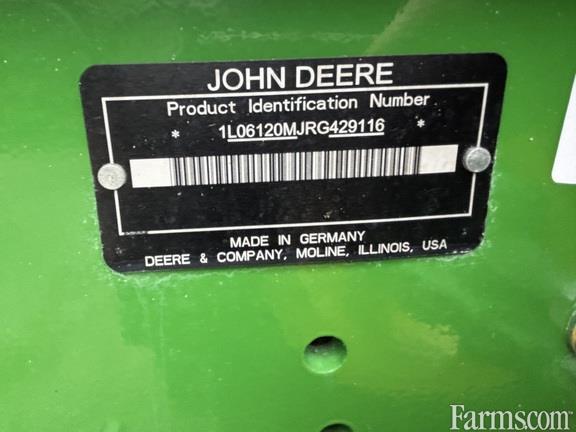 JOHN DEERE
Product Identification Number
* 1L06120MJRG429116 *
MADE IN GERMANY
DEERE & COMPANY, MOLINE, ILLINOIS, USA
Farms.com